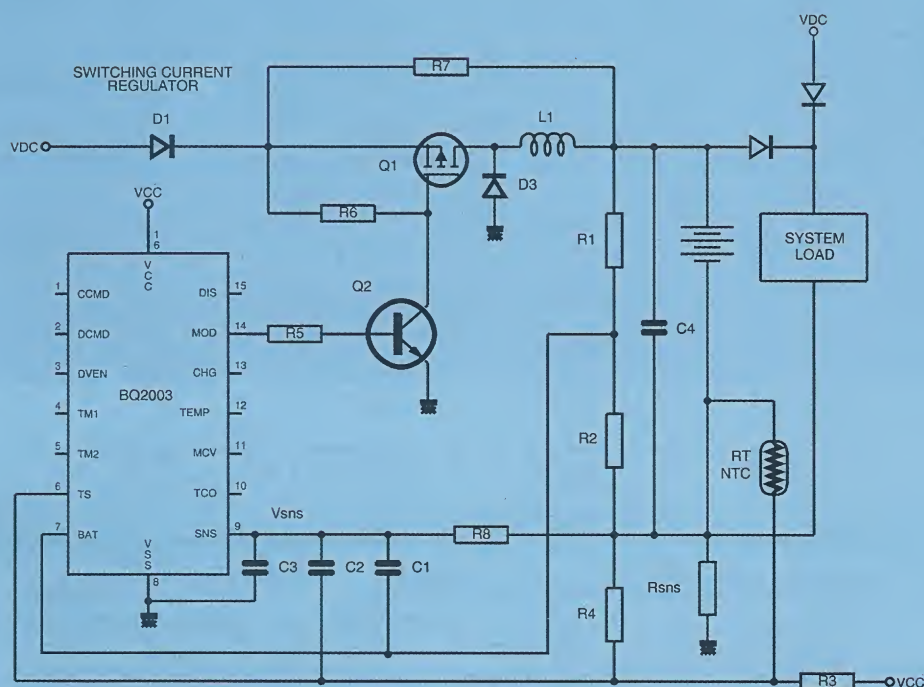 VDC
R7
SWITCHING CURRENT
REGULATOR
D1
L1
VDC
Q1
D3
VCC
R6
1
6
R1
SYSTEM
LOAD
VCC
Q2
1 CCMD
DIS 15
2 DCMD
MOD 14
R5
C4
3 DVEN
CHG 13
BQ2003
4 TM1
TEMP 12
R2
5 TM2
MCV 11
RT
NTC
6 TS
TCO 10
7 BAT
SNS 9
Vsns
R8
VSS
8
C3
C2
C1
Rsns
R4
R3
VCC